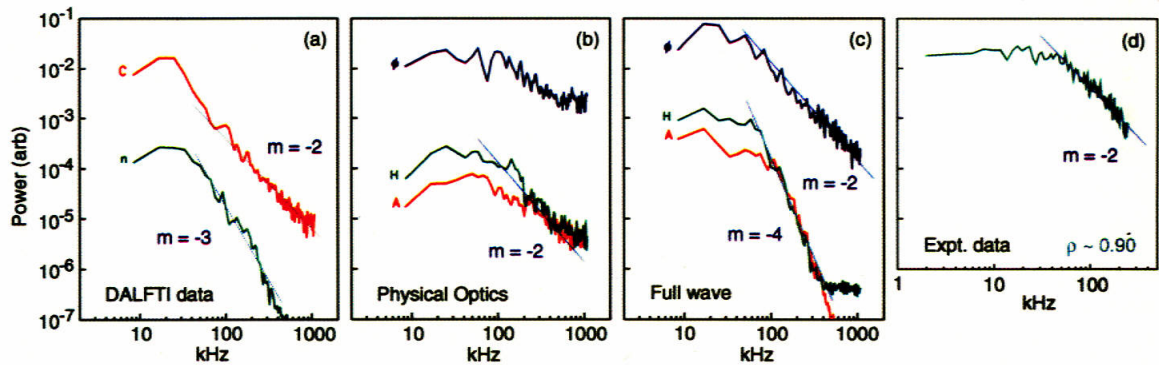 10⁻¹
10⁻²
10⁻³
10⁻⁴
10⁻⁵
10⁻⁶
10⁻⁷
Power (arb)
(a)
C
n
m = -2
m = -3
DALFTI data
10 100 1000
kHz
(b)
ϕ
H
A
m = -2
Physical Optics
10 100 1000
kHz
(c)
ϕ
H
A
m = -2
m = -4
Full wave
10 100 1000
kHz
(d)
m = -2
Expt. data ρ ~ 0.90
1 10 100
kHz